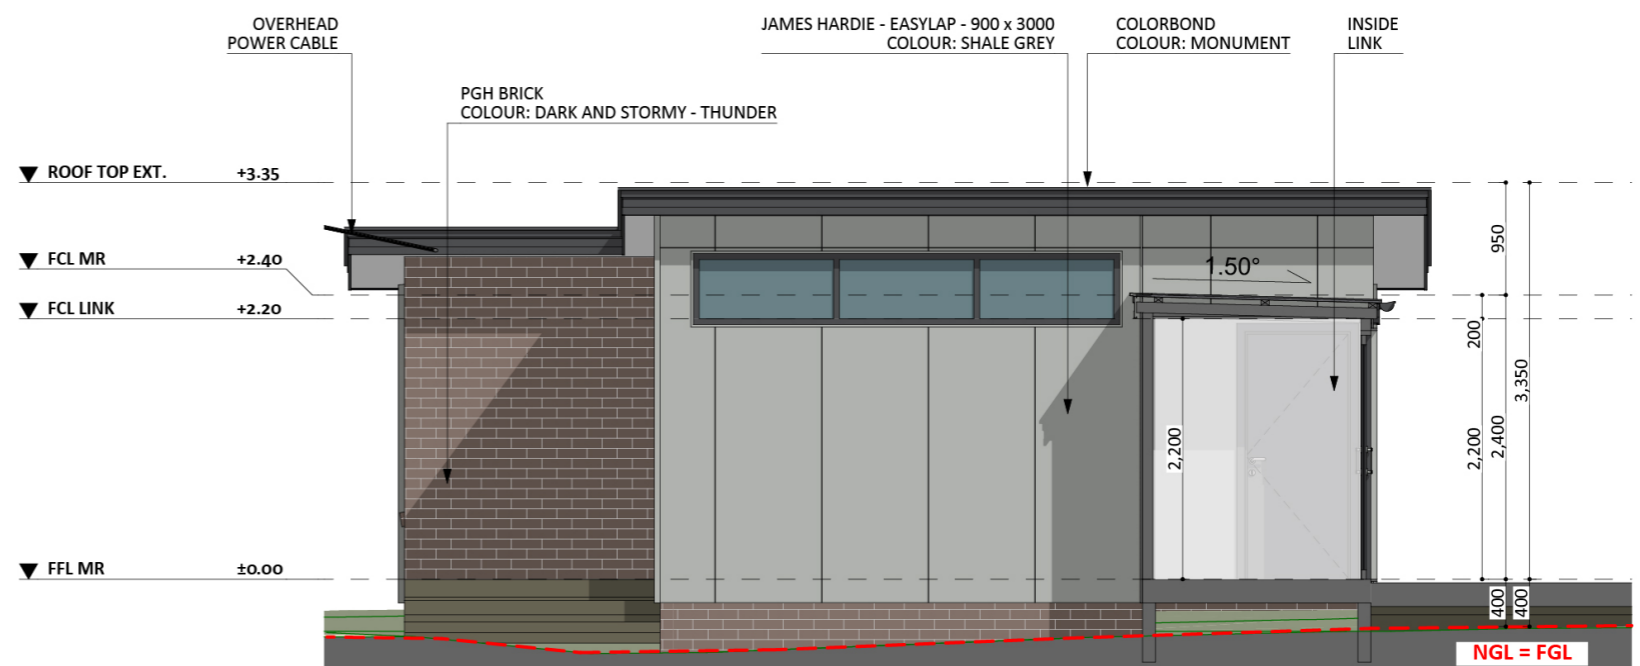 OVERHEAD
POWER CABLE
JAMES HARDIE - EASYLAP - 900 x 3000
COLOUR: SHALE GREY
COLORBOND
COLOUR: MONUMENT
INSIDE
LINK
PGH BRICK
COLOUR: DARK AND STORMY - THUNDER
ROOF TOP EXT. +3.35
950
FCL MR +2.40
1.50°
FCL LINK +2.20
200
3,350
2,200
2,200
2,400
FFL MR ±0.00
400
400
NGL = FGL